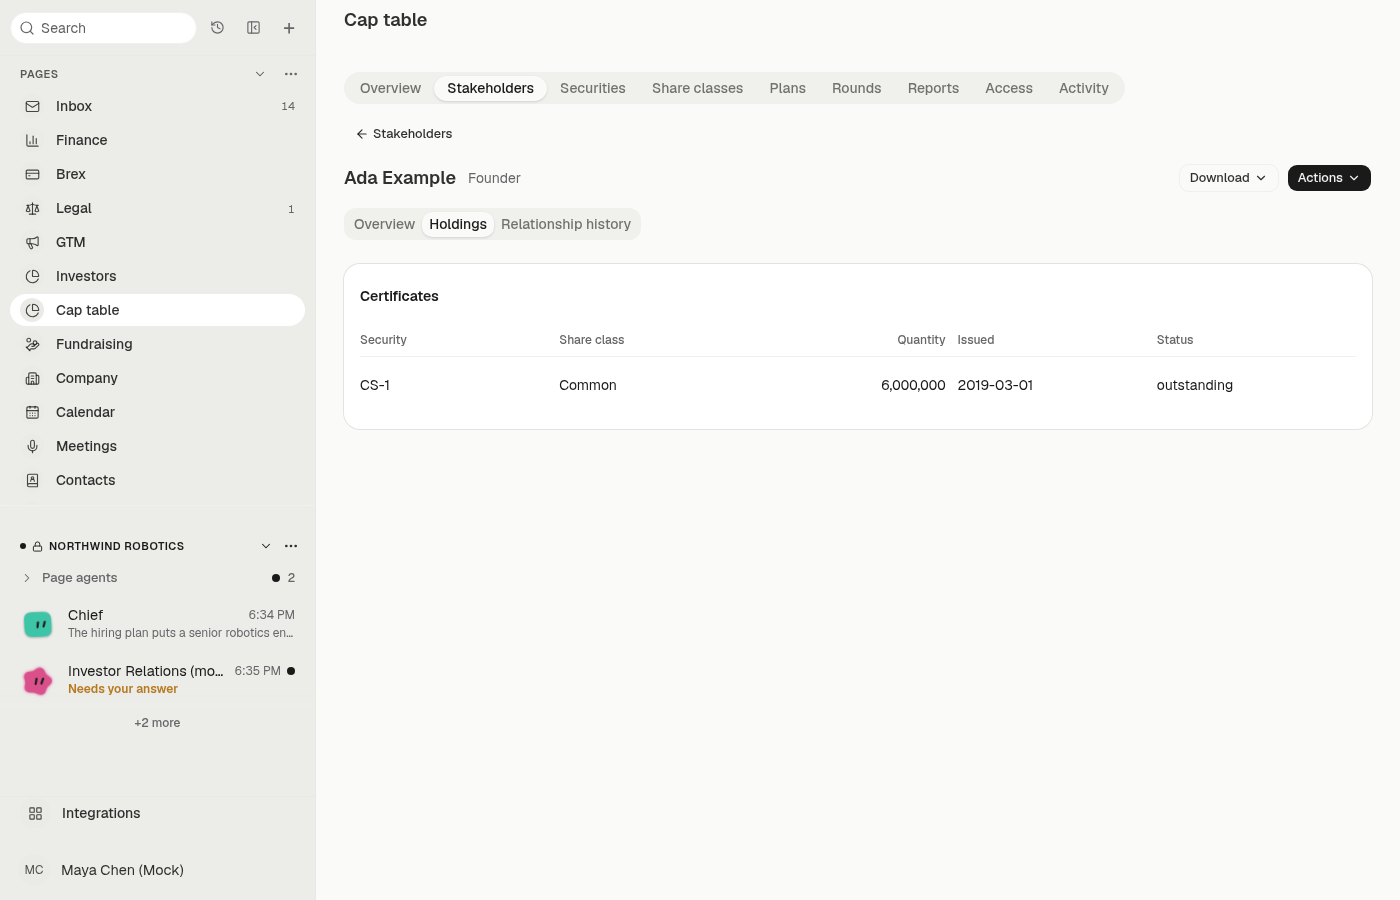 Search
PAGES
Inbox 14
Finance
Brex
Legal 1
GTM
Investors
Cap table
Fundraising
Company
Calendar
Meetings
Contacts
NORTHWIND ROBOTICS
Page agents 2
Chief 6:34 PM
The hiring plan puts a senior robotics en…
Investor Relations (mo… 6:35 PM
Needs your answer
+2 more
Integrations
MC Maya Chen (Mock)
Cap table
Overview Stakeholders Securities Share classes Plans Rounds Reports Access Activity
← Stakeholders
Ada Example Founder Download Actions
Overview Holdings Relationship history
Certificates
Security Share class Quantity Issued Status
CS-1 Common 6,000,000 2019-03-01 outstanding